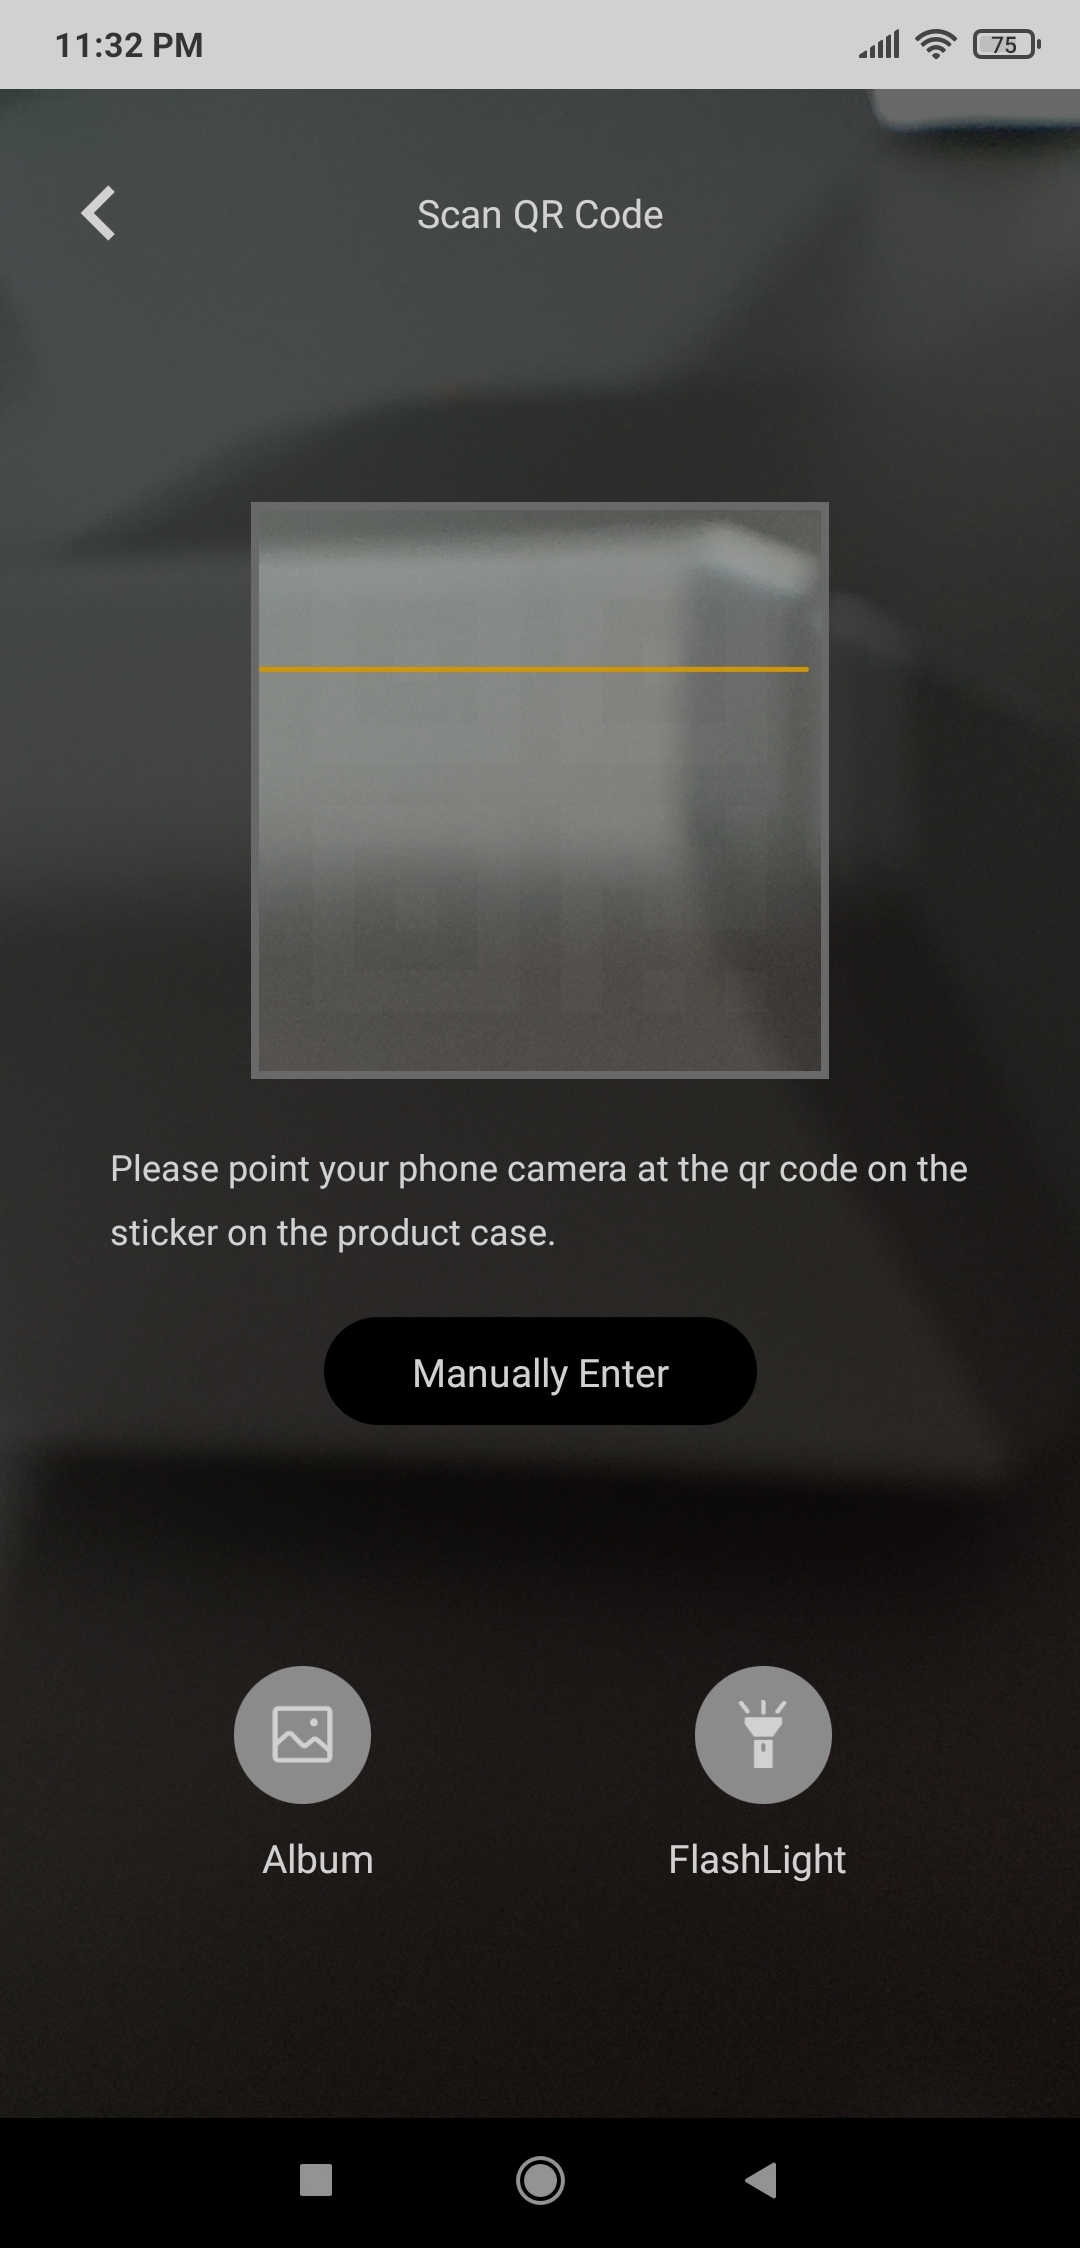 11:32 PM
75
Scan QR Code
Please point your phone camera at the qr code on the
sticker on the product case.
Manually Enter
Album
FlashLight